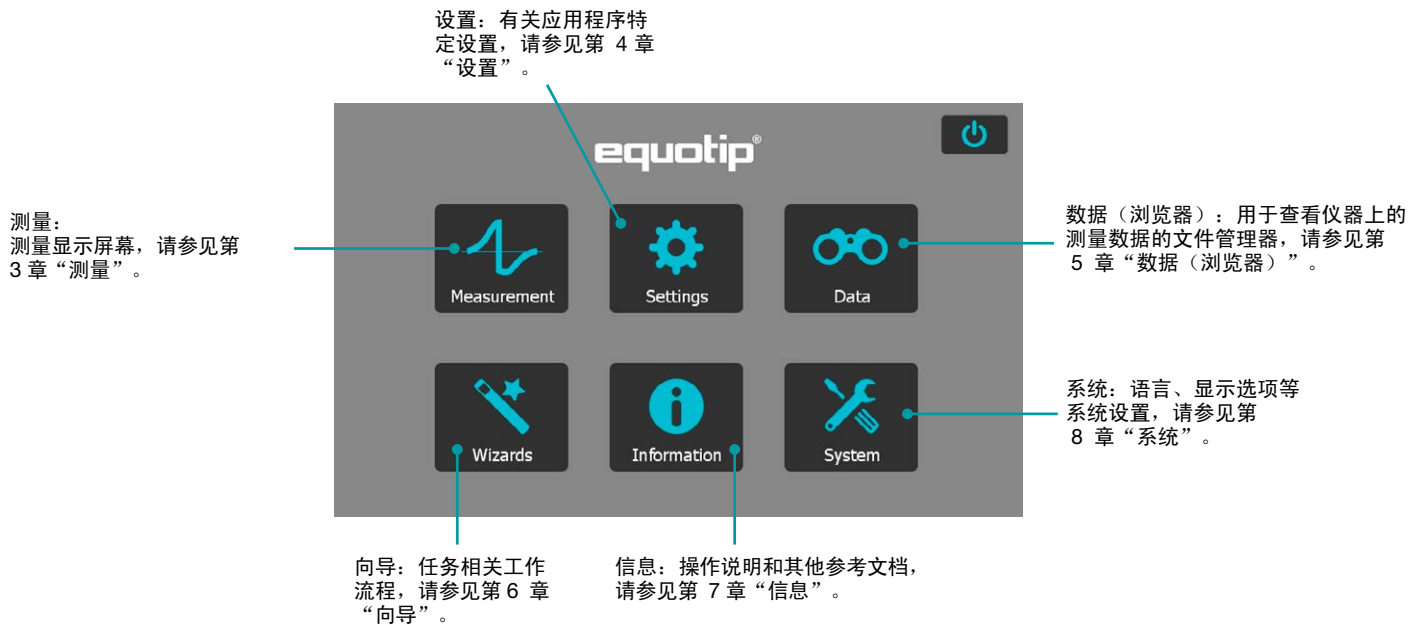 设置：有关应用程序特
定设置，请参见第 4 章
“设置”。
equotip®
测量：
测量显示屏幕，请参见第
3 章“测量”。
Measurement
Settings
Data
数据（浏览器）：用于查看仪器上的
测量数据的文件管理器，请参见第
5 章“数据（浏览器）”。
Wizards
Information
System
系统：语言、显示选项等
系统设置，请参见第
8 章“系统”。
向导：任务相关工作
流程，请参见第 6 章
“向导”。
信息：操作说明和其他参考文档，
请参见第 7 章“信息”。